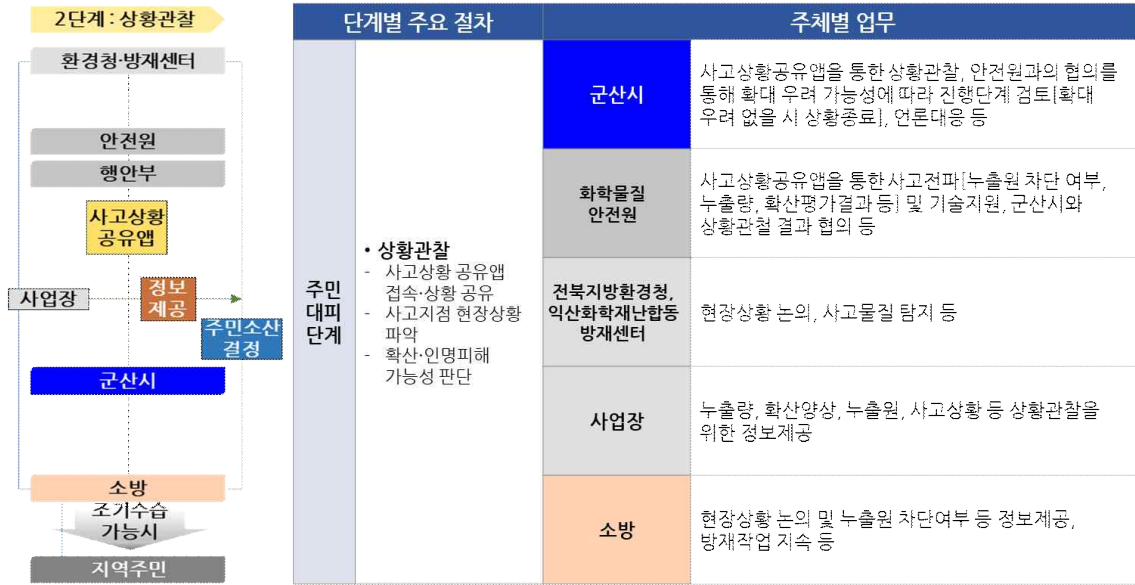 2단계 : 상황관찰
환경청·방재센터
안전원
행안부
사고상황
공유앱
사업장
정보
제공
주민소산
결정
군산시
소방
조기수습
가능시
지역주민
단계별 주요 절차
주체별 업무
주민
대피
단계
• 상황관찰
- 사고상황 공유앱
접속·상황 공유
- 사고지점 현장상황
파악
- 확산·인명피해
가능성 판단
군산시
사고상황공유앱을 통한 상황관찰, 안전원과의 협의를
통해 확대 우려 가능성에 따라 진행단계 검토[확대
우려 없을 시 상황종료], 언론대응 등
화학물질
안전원
사고상황공유앱을 통한 사고전파[누출원 차단 여부,
누출량, 확산평가결과 등] 및 기술지원, 군산시와
상황관찰 결과 협의 등
전북지방환경청,
익산화학재난합동
방재센터
현장상황 논의, 사고물질 탐지 등
사업장
누출량, 확산양상, 누출원, 사고상황 등 상황관찰을
위한 정보제공
소방
현장상황 논의 및 누출원 차단여부 등 정보제공,
방재작업 지속 등